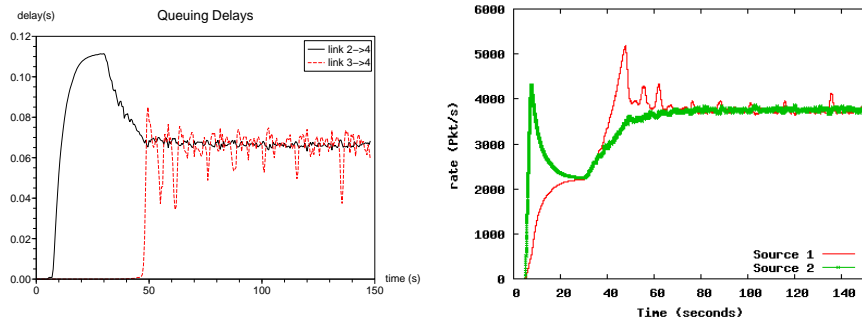 delay(s)
Queuing Delays
link 2->4
link 3->4
0.12
0.10
0.08
0.06
0.04
0.02
0.00
0
50
100
150
time (s)
6000
5000
4000
3000
2000
1000
0
rate (Pkt/s)
Source 1
Source 2
0
20
40
60
80
100
120
140
Time (seconds)